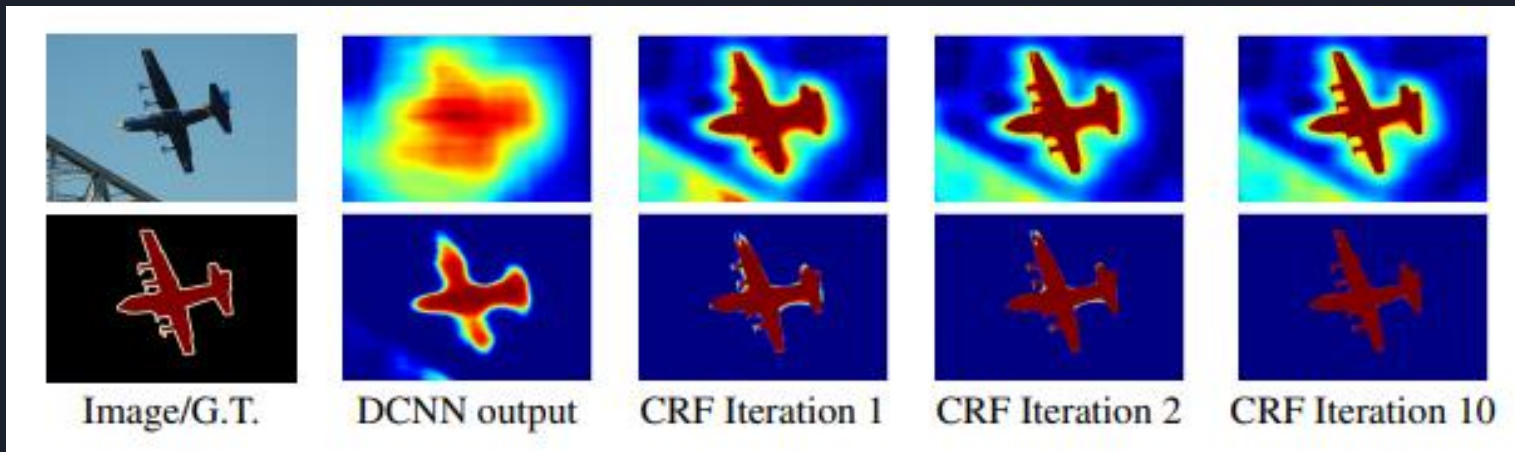 Image/G.T. DCNN output CRF Iteration 1 CRF Iteration 2 CRF Iteration 10